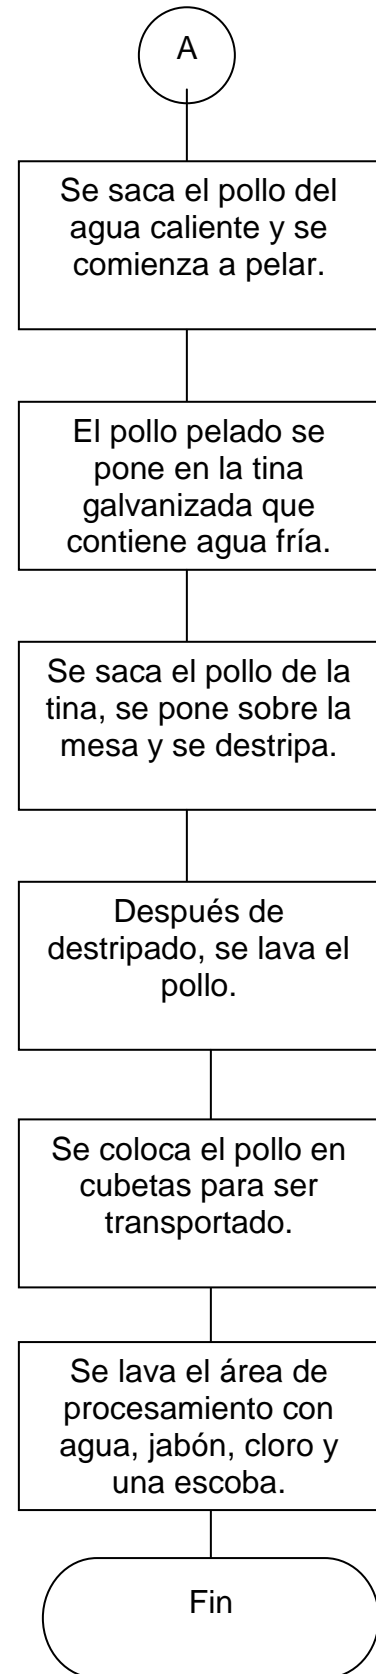 A
Se saca el pollo del
agua caliente y se
comienza a pelar.
El pollo pelado se
pone en la tina
galvanizada que
contiene agua fría.
Se saca el pollo de la
tina, se pone sobre la
mesa y se destripa.
Después de
destripado, se lava el
pollo.
Se coloca el pollo en
cubetas para ser
transportado.
Se lava el área de
procesamiento con
agua, jabón, cloro y
una escoba.
Fin